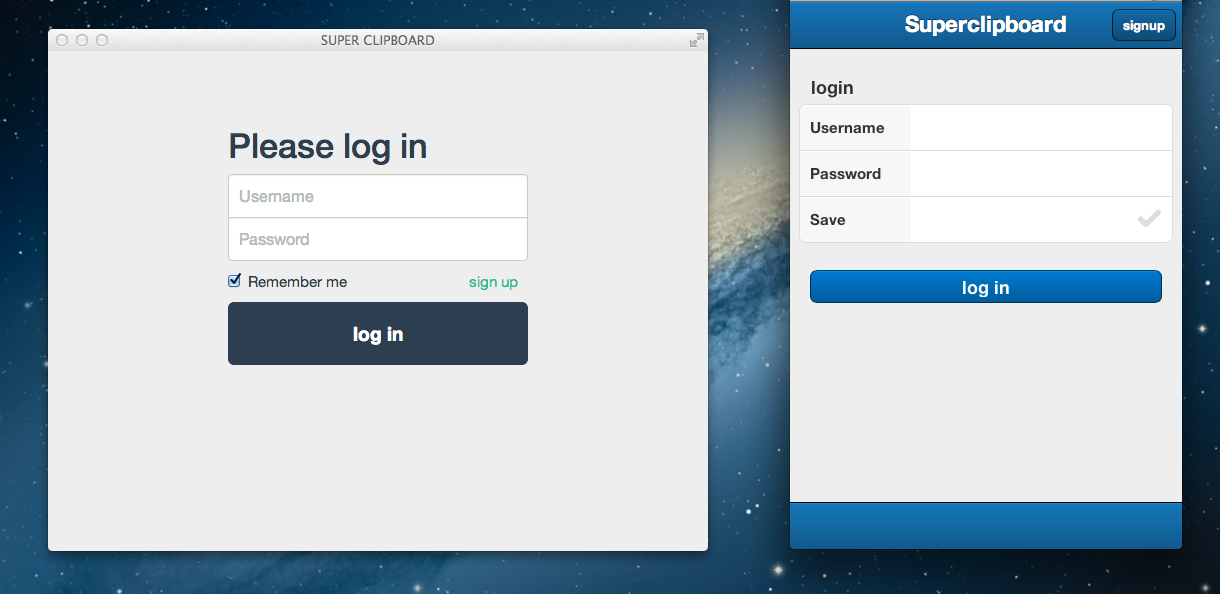 SUPER CLIPBOARD
Please log in
Username
Password
Remember me
sign up
log in
Superclipboard
signup
login
Username
Password
Save
log in